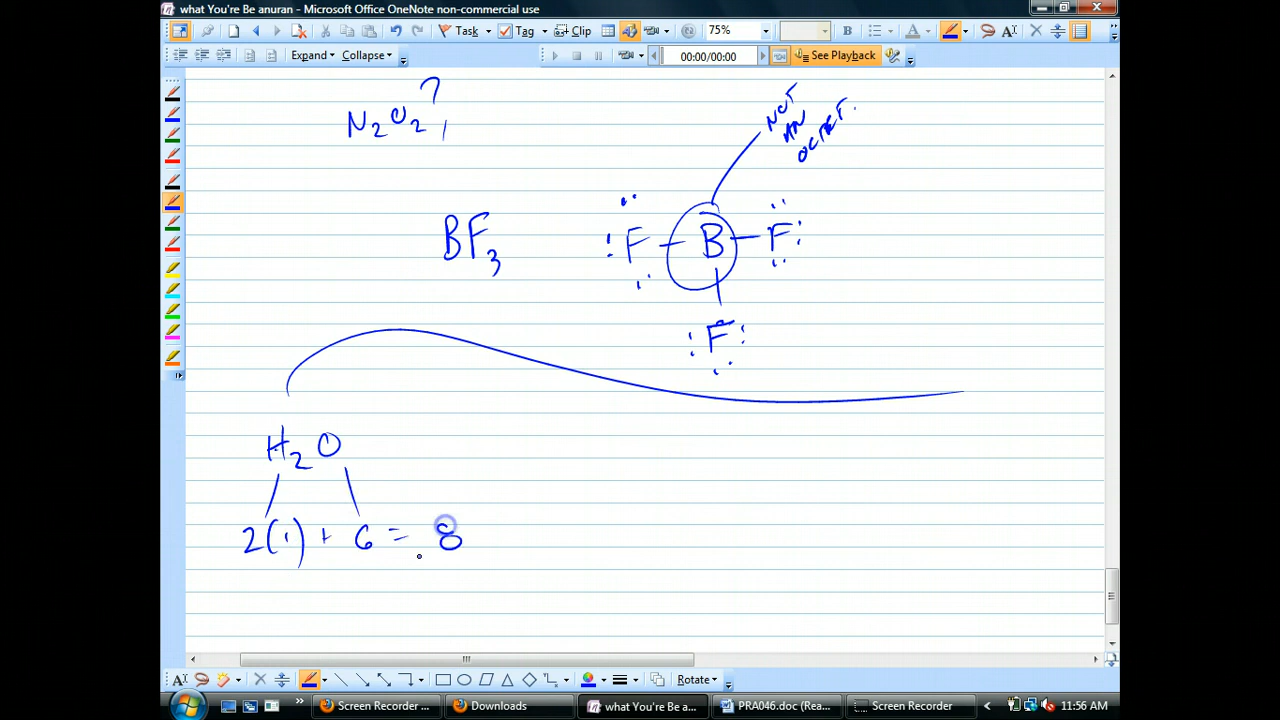 what You're Be anuran - Microsoft Office OneNote non-commercial use
Task Tag Clip 75%
Expand Collapse 00:00/00:00 See Playback
N2O2?
NOT
AN
OCTET.
BF3
F B F
F
H2O
2(1) + 6 = 8
Rotate
Screen Recorder ... Downloads what You're Be a... PRA046.doc (Rea... Screen Recorder 11:56 AM